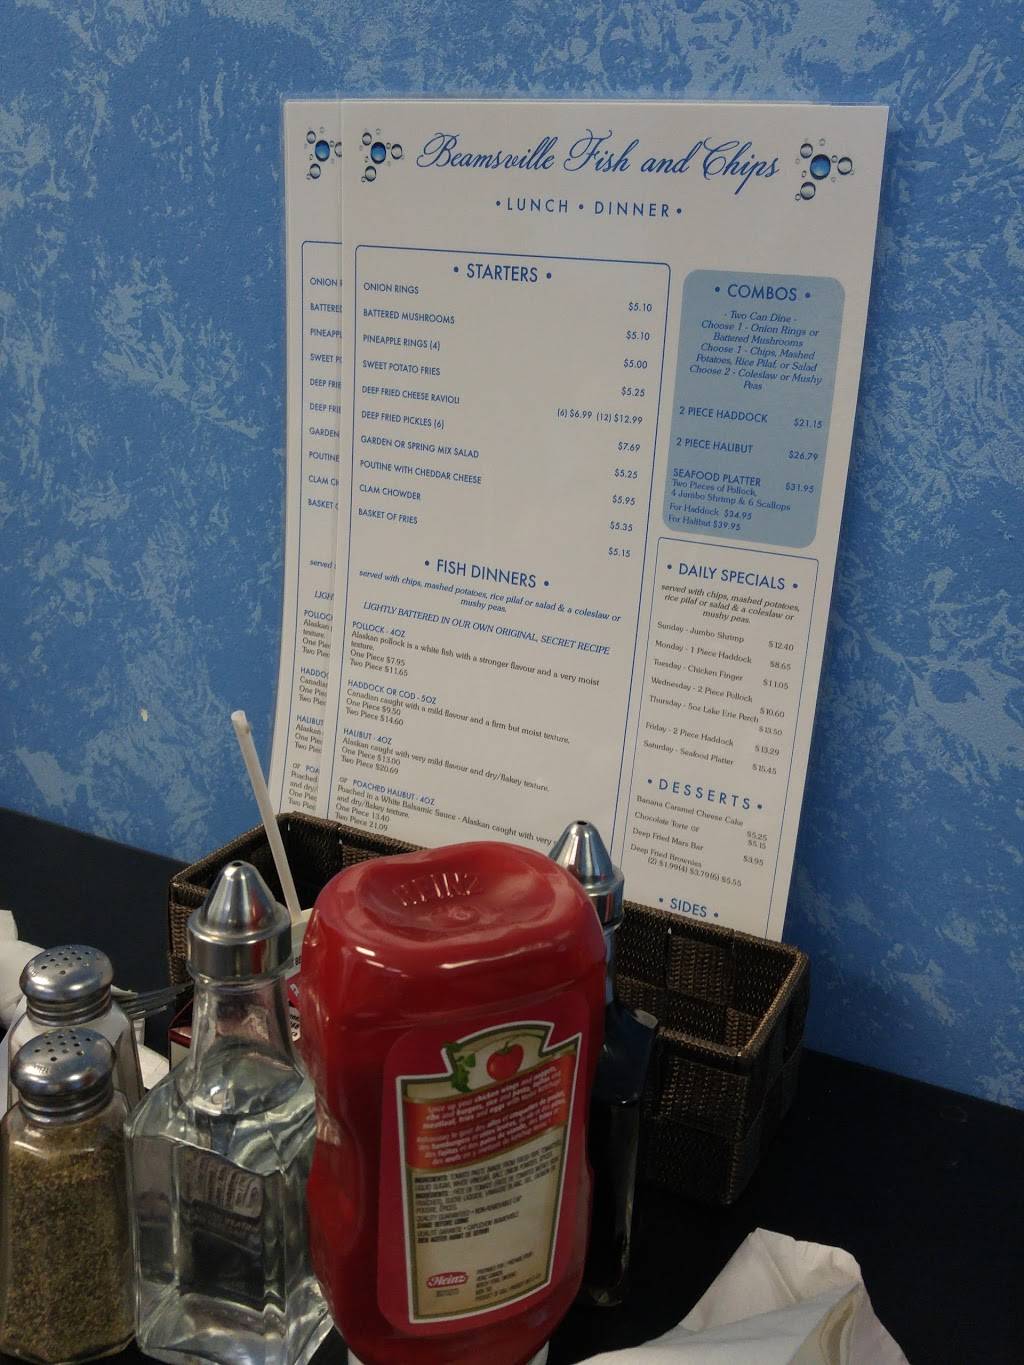 Beamsville Fish and Chips
• LUNCH • DINNER •
• STARTERS •
ONION RINGS $5.10
BATTERED MUSHROOMS $5.10
PINEAPPLE RINGS (4) $5.00
SWEET POTATO FRIES $5.25
DEEP FRIED CHEESE RAVIOLI (6) $6.99 (12) $12.99
DEEP FRIED PICKLES (6) $7.69
GARDEN OR SPRING MIX SALAD $5.25
POUTINE WITH CHEDDAR CHEESE $5.95
CLAM CHOWDER $5.35
BASKET OF FRIES $5.15
• FISH DINNERS •
served with chips, mashed potatoes, rice pilaf or salad & a coleslaw or
mushy peas.
LIGHTLY BATTERED IN OUR OWN ORIGINAL, SECRET RECIPE
POLLOCK - 4OZ
Alaskan pollock is a white fish with a stronger flavour and a very moist
texture.
One Piece $7.95
Two Piece $11.65
HADDOCK OR COD - 5OZ
Canadian caught with a mild flavour and a firm but moist texture.
One Piece $9.50
Two Piece $14.60
HALIBUT - 4OZ
Alaskan caught with very mild flavour and dry/flakey texture.
One Piece $13.00
Two Piece $20.69
or POACHED HALIBUT - 4OZ
Poached in a White Balsamic Sauce - Alaskan caught with very
and dry/flakey texture.
One Piece 13.40
Two Piece 21.09
• COMBOS •
- Two Can Dine -
Choose 1 - Onion Rings or
Battered Mushrooms
Choose 1 - Chips, Mashed
Potatoes, Rice Pilaf, or Salad
Choose 2 - Coleslaw or Mushy
Peas
2 PIECE HADDOCK $21.15
2 PIECE HALIBUT $26.79
SEAFOOD PLATTER $31.95
Two Pieces of Pollock,
4 Jumbo Shrimp & 6 Scallops
For Haddock $34.95
For Halibut $39.95
• DAILY SPECIALS •
served with chips, mashed potatoes,
rice pilaf or salad & a coleslaw or
mushy peas.
Sunday - Jumbo Shrimp $12.40
Monday - 1 Piece Haddock $8.65
Tuesday - Chicken Finger $11.05
Wednesday - 2 Piece Pollock $10.60
Thursday - 5oz Lake Erie Perch $13.50
Friday - 2 Piece Haddock $13.29
Saturday - Seafood Platter $15.45
• DESSERTS •
Banana Caramel Cheese Cake $5.25
Chocolate Torte or $5.15
Deep Fried Mars Bar $3.95
Deep Fried Brownies
(2) $1.99(4) $3.79(6) $5.55
• SIDES •
HEINZ
Heinz